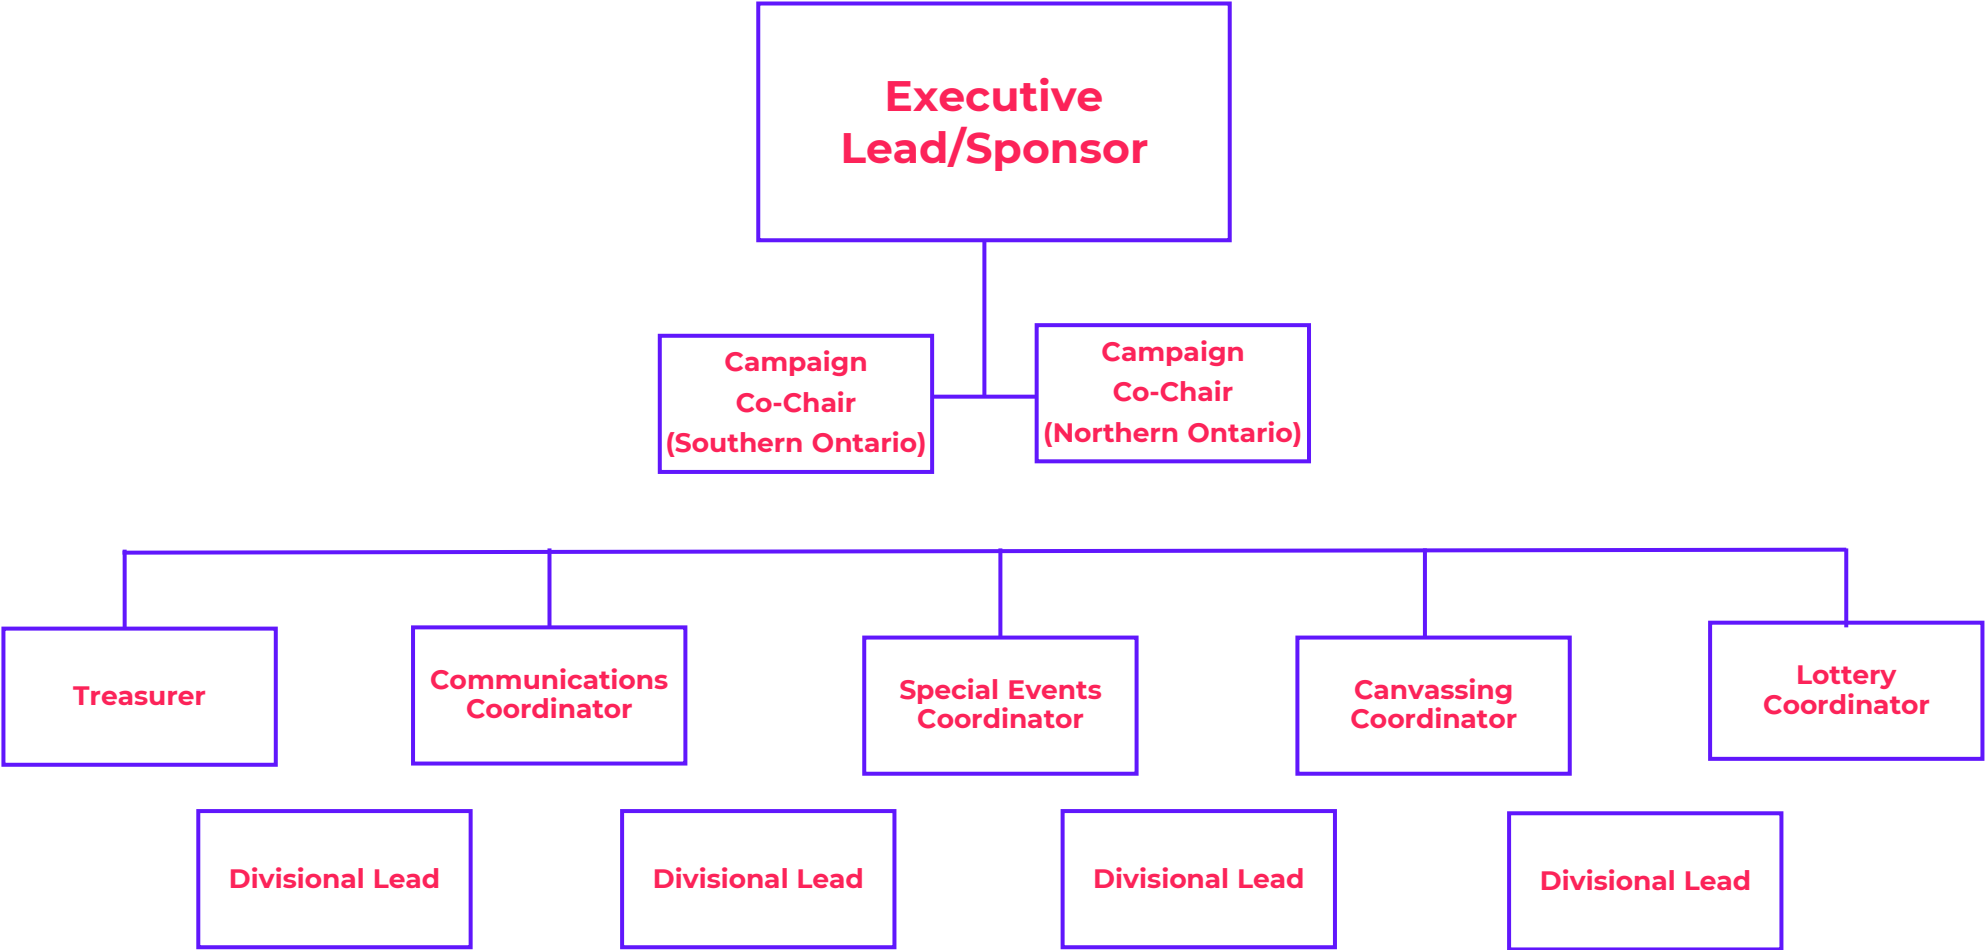 Executive
Lead/Sponsor
Campaign
Co-Chair
(Southern Ontario)
Campaign
Co-Chair
(Northern Ontario)
Treasurer
Communications
Coordinator
Special Events
Coordinator
Canvassing
Coordinator
Lottery
Coordinator
Divisional Lead
Divisional Lead
Divisional Lead
Divisional Lead